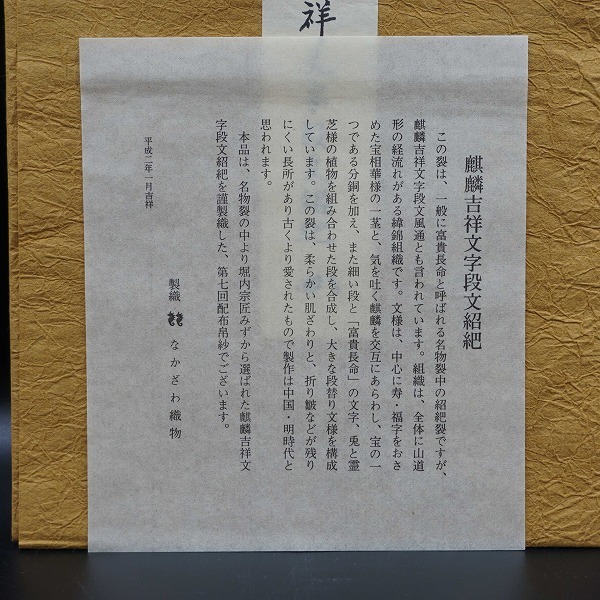 祥
麒麟吉祥文字段文紹紦
この裂は、一般に富貴長命と呼ばれる名物裂中の紹紦裂ですが、
麒麟吉祥文字段文風通とも言われています。組織は、全体に山道
形の経流れがある緯錦組織です。文様は、中心に寿・福字をおさ
めた宝相華様の一茎と、気を吐く麒麟を交互にあらわし、宝の一
つである分銅を加え、また細い段と「富貴長命」の文字、兎と霊
芝様の植物を組み合わせた段を合成し、大きな段替り文様を構成
しています。この裂は、柔らかい肌ざわりと、折り皺などが残り
にくい長所があり古くより愛されたもので製作は中国・明時代と
思われます。
本品は、名物裂の中より堀内宗匠みずから選ばれた麒麟吉祥文
字段文紹紦を謹製織した、第七回配布帛紗でございます。
平成二年一月吉祥
製織 なかざわ織物